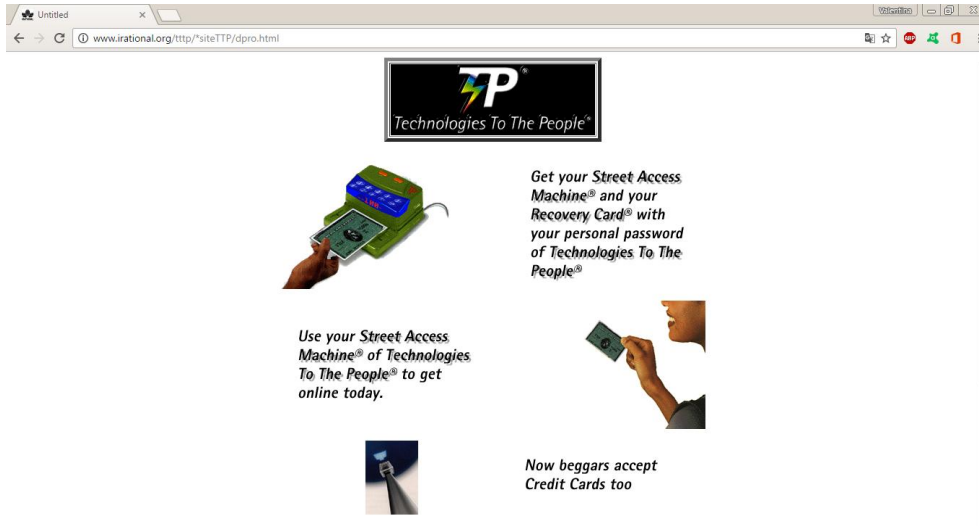 Untitled
Valentina
www.irational.org/tttp/*siteTTP/dpro.html
ABP
TP®
Technologies To The People®
Get your Street Access
Machine® and your
Recovery Card® with
your personal password
of Technologies To The
People®
Use your Street Access
Machine® of Technologies
To The People® to get
online today.
Now beggars accept
Credit Cards too